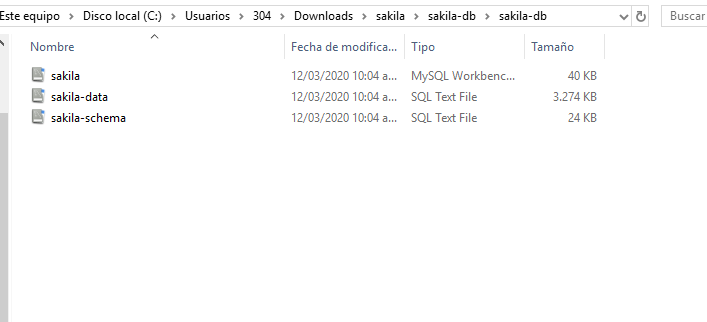 Este equipo > Disco local (C:) > Usuarios > 304 > Downloads > sakila > sakila-db > sakila-db Buscar
Nombre Fecha de modifica... Tipo Tamaño
sakila 12/03/2020 10:04 a... MySQL Workbenc... 40 KB
sakila-data 12/03/2020 10:04 a... SQL Text File 3.274 KB
sakila-schema 12/03/2020 10:04 a... SQL Text File 24 KB